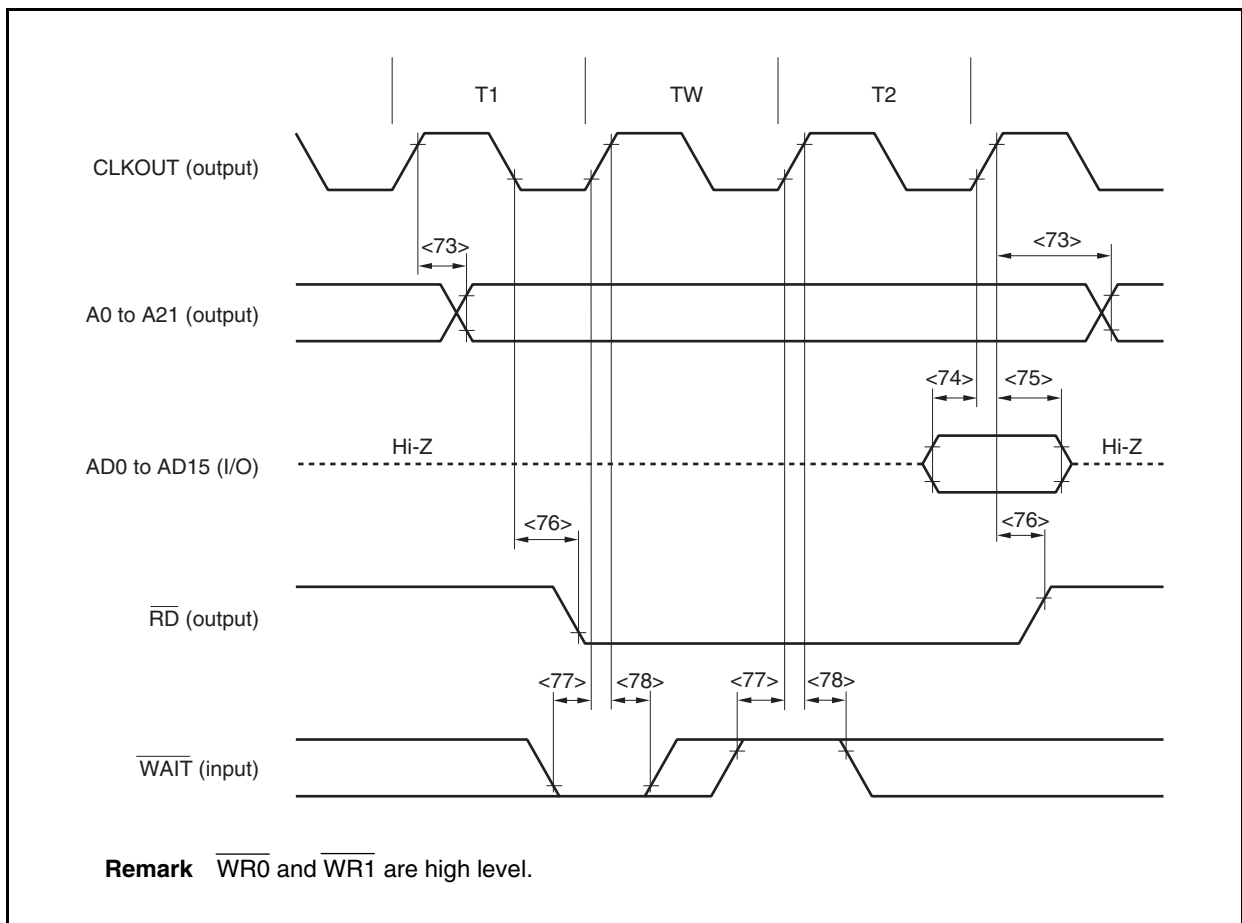 T1 TW T2
CLKOUT (output)
<73> <73>
A0 to A21 (output)
<74> <75>
Hi-Z Hi-Z
AD0 to AD15 (I/O)
<76> <76>
RD (output)
<77> <78> <77> <78>
WAIT (input)
Remark WR0 and WR1 are high level.